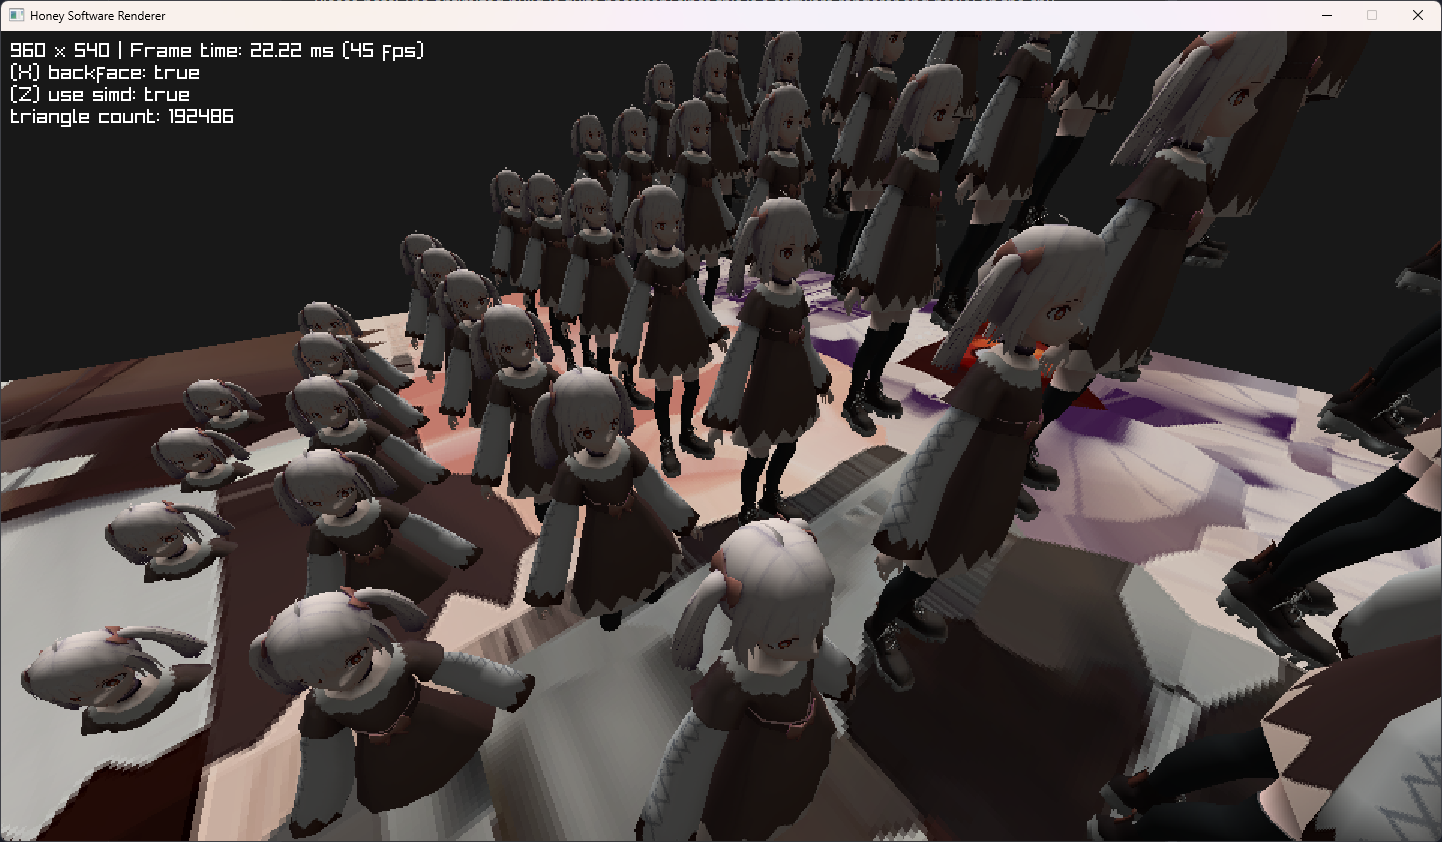 Honey Software Renderer
960 x 540 | Frame time: 22.22 ms (45 fps)
(X) backface: true
(Z) use simd: true
triangle count: 192486